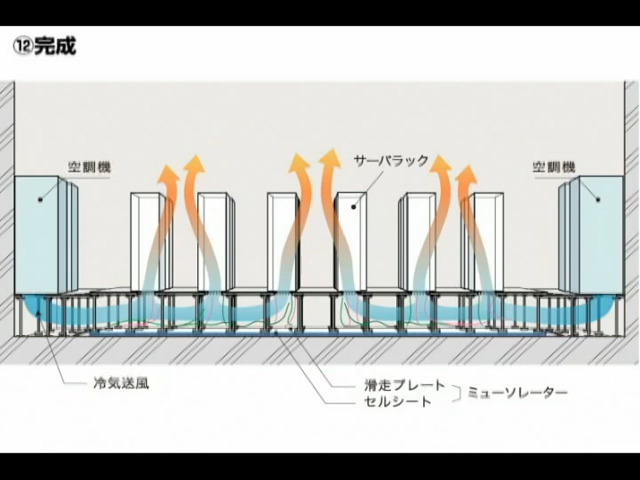 ⑫完成
空調機
サーバラック
空調機
冷気送風
滑走プレート
セルシート
ミューソレーター